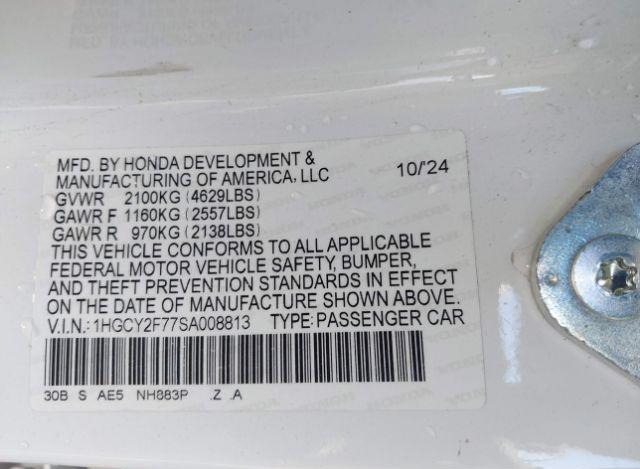 MFD. BY HONDA DEVELOPMENT & MANUFACTURING OF AMERICA, LLC 10/'24
GVWR 2100KG (4629LBS)
GAWR F 1160KG (2557LBS)
GAWR R 970KG (2138LBS)
THIS VEHICLE CONFORMS TO ALL APPLICABLE
FEDERAL MOTOR VEHICLE SAFETY, BUMPER,
AND THEFT PREVENTION STANDARDS IN EFFECT
ON THE DATE OF MANUFACTURE SHOWN ABOVE.
V.I.N.: 1HGCY2F77SA008813 TYPE: PASSENGER CAR
30B S AE5 NH883P .Z .A